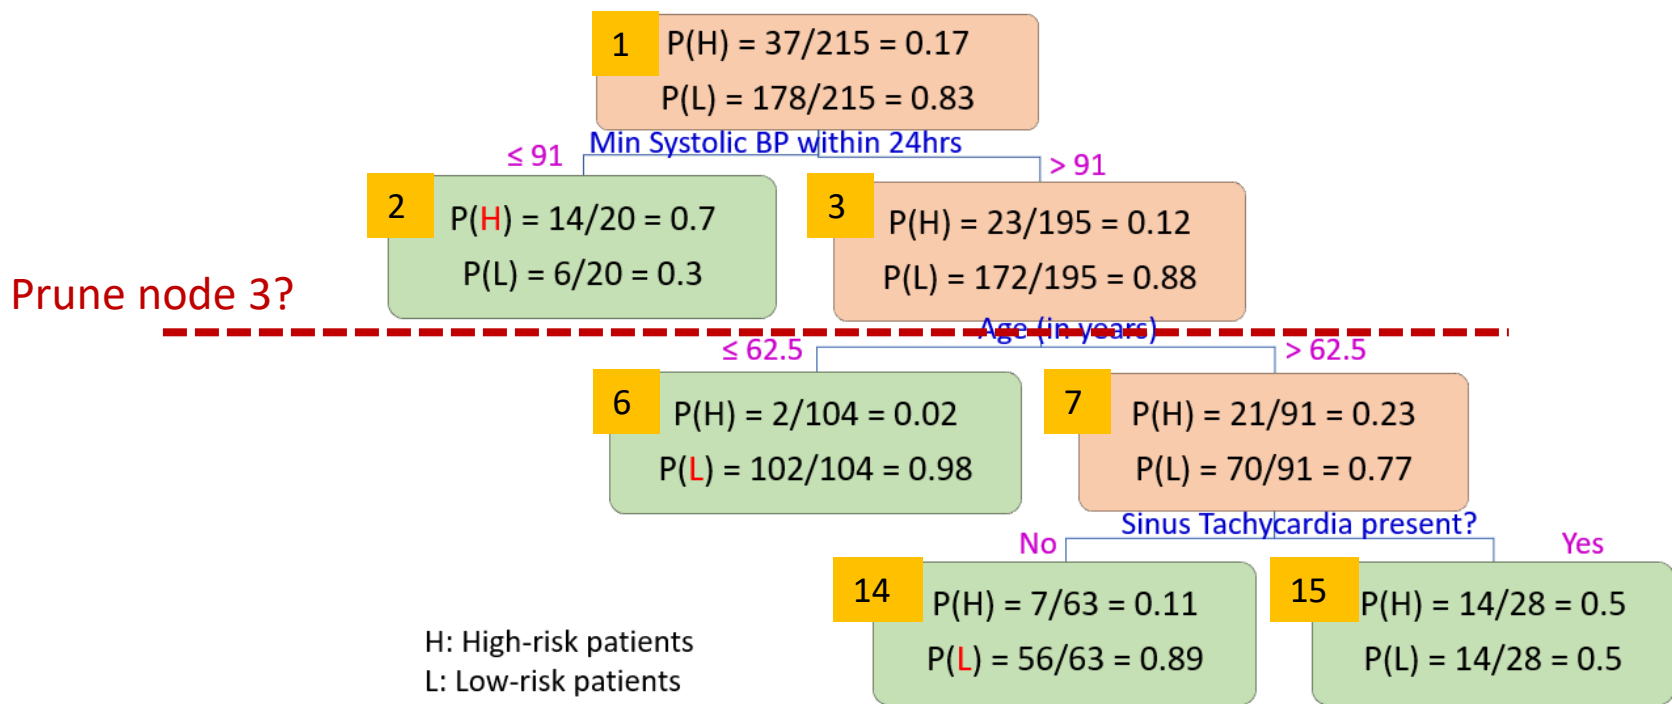 1
P(H) = 37/215 = 0.17
P(L) = 178/215 = 0.83
Min Systolic BP within 24hrs
≤ 91
> 91
2
P(H) = 14/20 = 0.7
P(L) = 6/20 = 0.3
3
P(H) = 23/195 = 0.12
P(L) = 172/195 = 0.88
Prune node 3?
Age (in years)
≤ 62.5
> 62.5
6
P(H) = 2/104 = 0.02
P(L) = 102/104 = 0.98
7
P(H) = 21/91 = 0.23
P(L) = 70/91 = 0.77
Sinus Tachycardia present?
No
Yes
14
P(H) = 7/63 = 0.11
P(L) = 56/63 = 0.89
15
P(H) = 14/28 = 0.5
P(L) = 14/28 = 0.5
H: High-risk patients
L: Low-risk patients